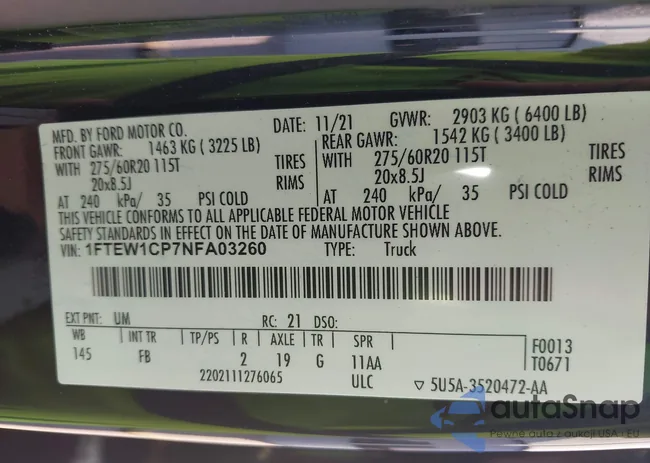 MFD. BY FORD MOTOR CO.
DATE: 11/21 GVWR: 2903 KG (6400 LB)
FRONT GAWR: 1463 KG (3225 LB) REAR GAWR: 1542 KG (3400 LB)
WITH 275/60R20 115T TIRES WITH 275/60R20 115T TIRES
20x8.5J RIMS 20x8.5J RIMS
AT 240 kPa/ 35 PSI COLD AT 240 kPa/ 35 PSI COLD
THIS VEHICLE CONFORMS TO ALL APPLICABLE FEDERAL MOTOR VEHICLE
SAFETY STANDARDS IN EFFECT ON THE DATE OF MANUFACTURE SHOWN ABOVE.
VIN: 1FTEW1CP7NFA03260 TYPE: Truck
EXT PNT: UM RC: 21 DSO:
WB INT TR TP/PS R AXLE TR SPR F0013
145 FB 2 19 G 11AA T0671
2202111276065 ULC ▽ 5U5A-3520472-AA
autoSnap
Pewne auta z aukcji USA i EU